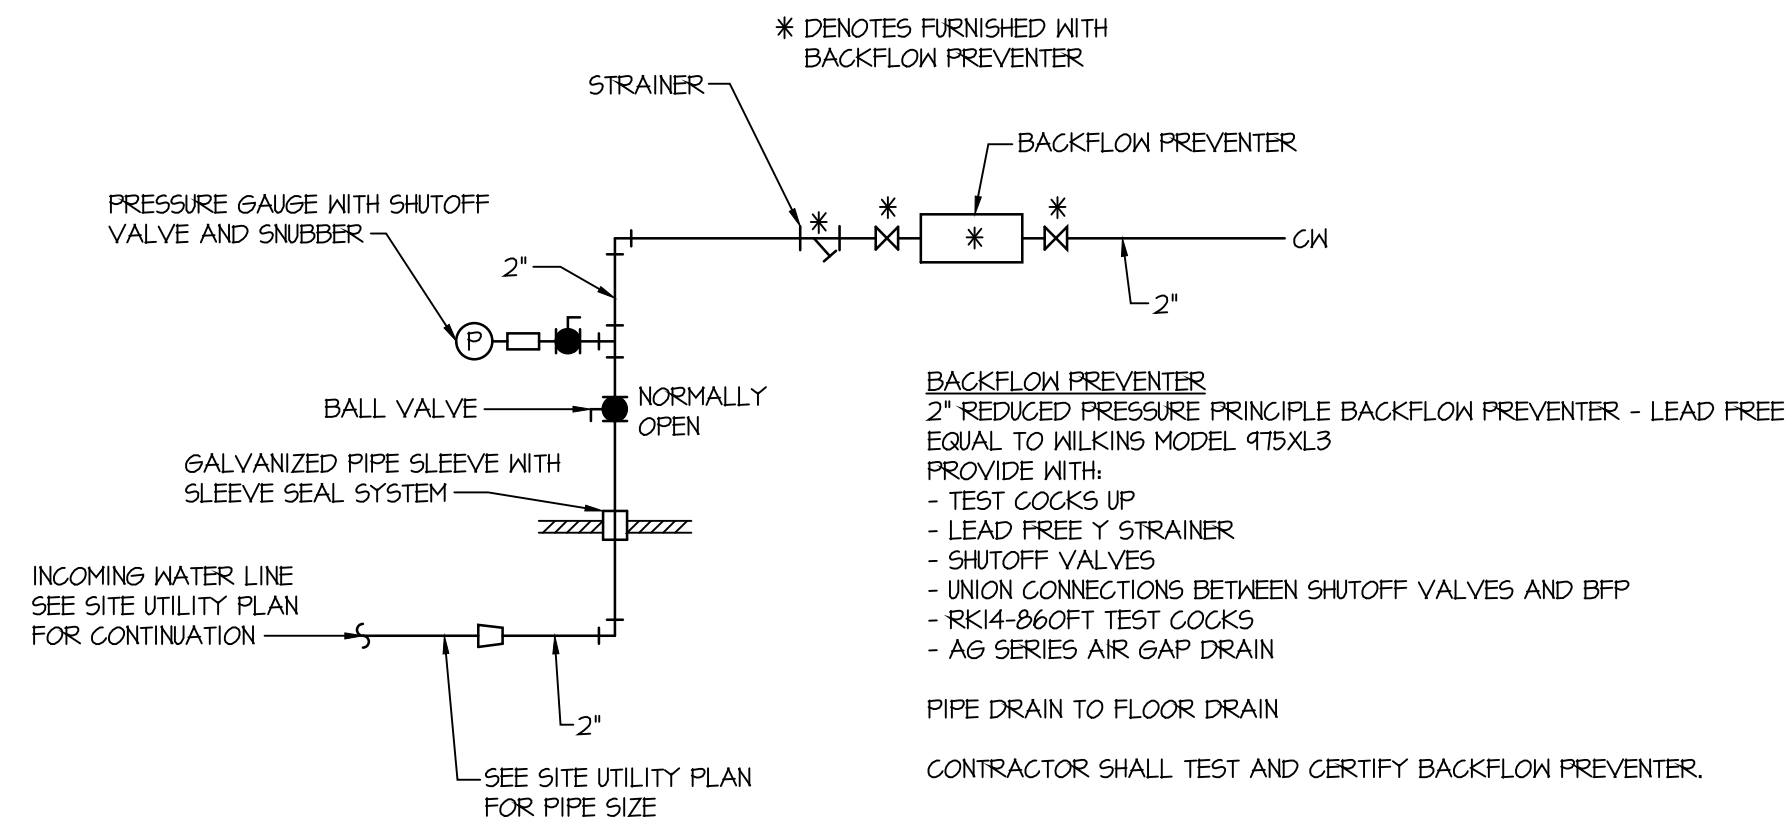 * DENOTES FURNISHED WITH
BACKFLOW PREVENTER
STRAINER
BACKFLOW PREVENTER
PRESSURE GAUGE WITH SHUTOFF
VALVE AND SNUBBER
*
*
*
*
CW
2"
2"
P
BALL VALVE
NORMALLY
OPEN
GALVANIZED PIPE SLEEVE WITH
SLEEVE SEAL SYSTEM
INCOMING WATER LINE
SEE SITE UTILITY PLAN
FOR CONTINUATION
2"
SEE SITE UTILITY PLAN
FOR PIPE SIZE
BACKFLOW PREVENTER
2" REDUCED PRESSURE PRINCIPLE BACKFLOW PREVENTER - LEAD FREE
EQUAL TO WILKINS MODEL 975XL3
PROVIDE WITH:
- TEST COCKS UP
- LEAD FREE Y STRAINER
- SHUTOFF VALVES
- UNION CONNECTIONS BETWEEN SHUTOFF VALVES AND BFP
- RK14-860FT TEST COCKS
- AG SERIES AIR GAP DRAIN
PIPE DRAIN TO FLOOR DRAIN
CONTRACTOR SHALL TEST AND CERTIFY BACKFLOW PREVENTER.